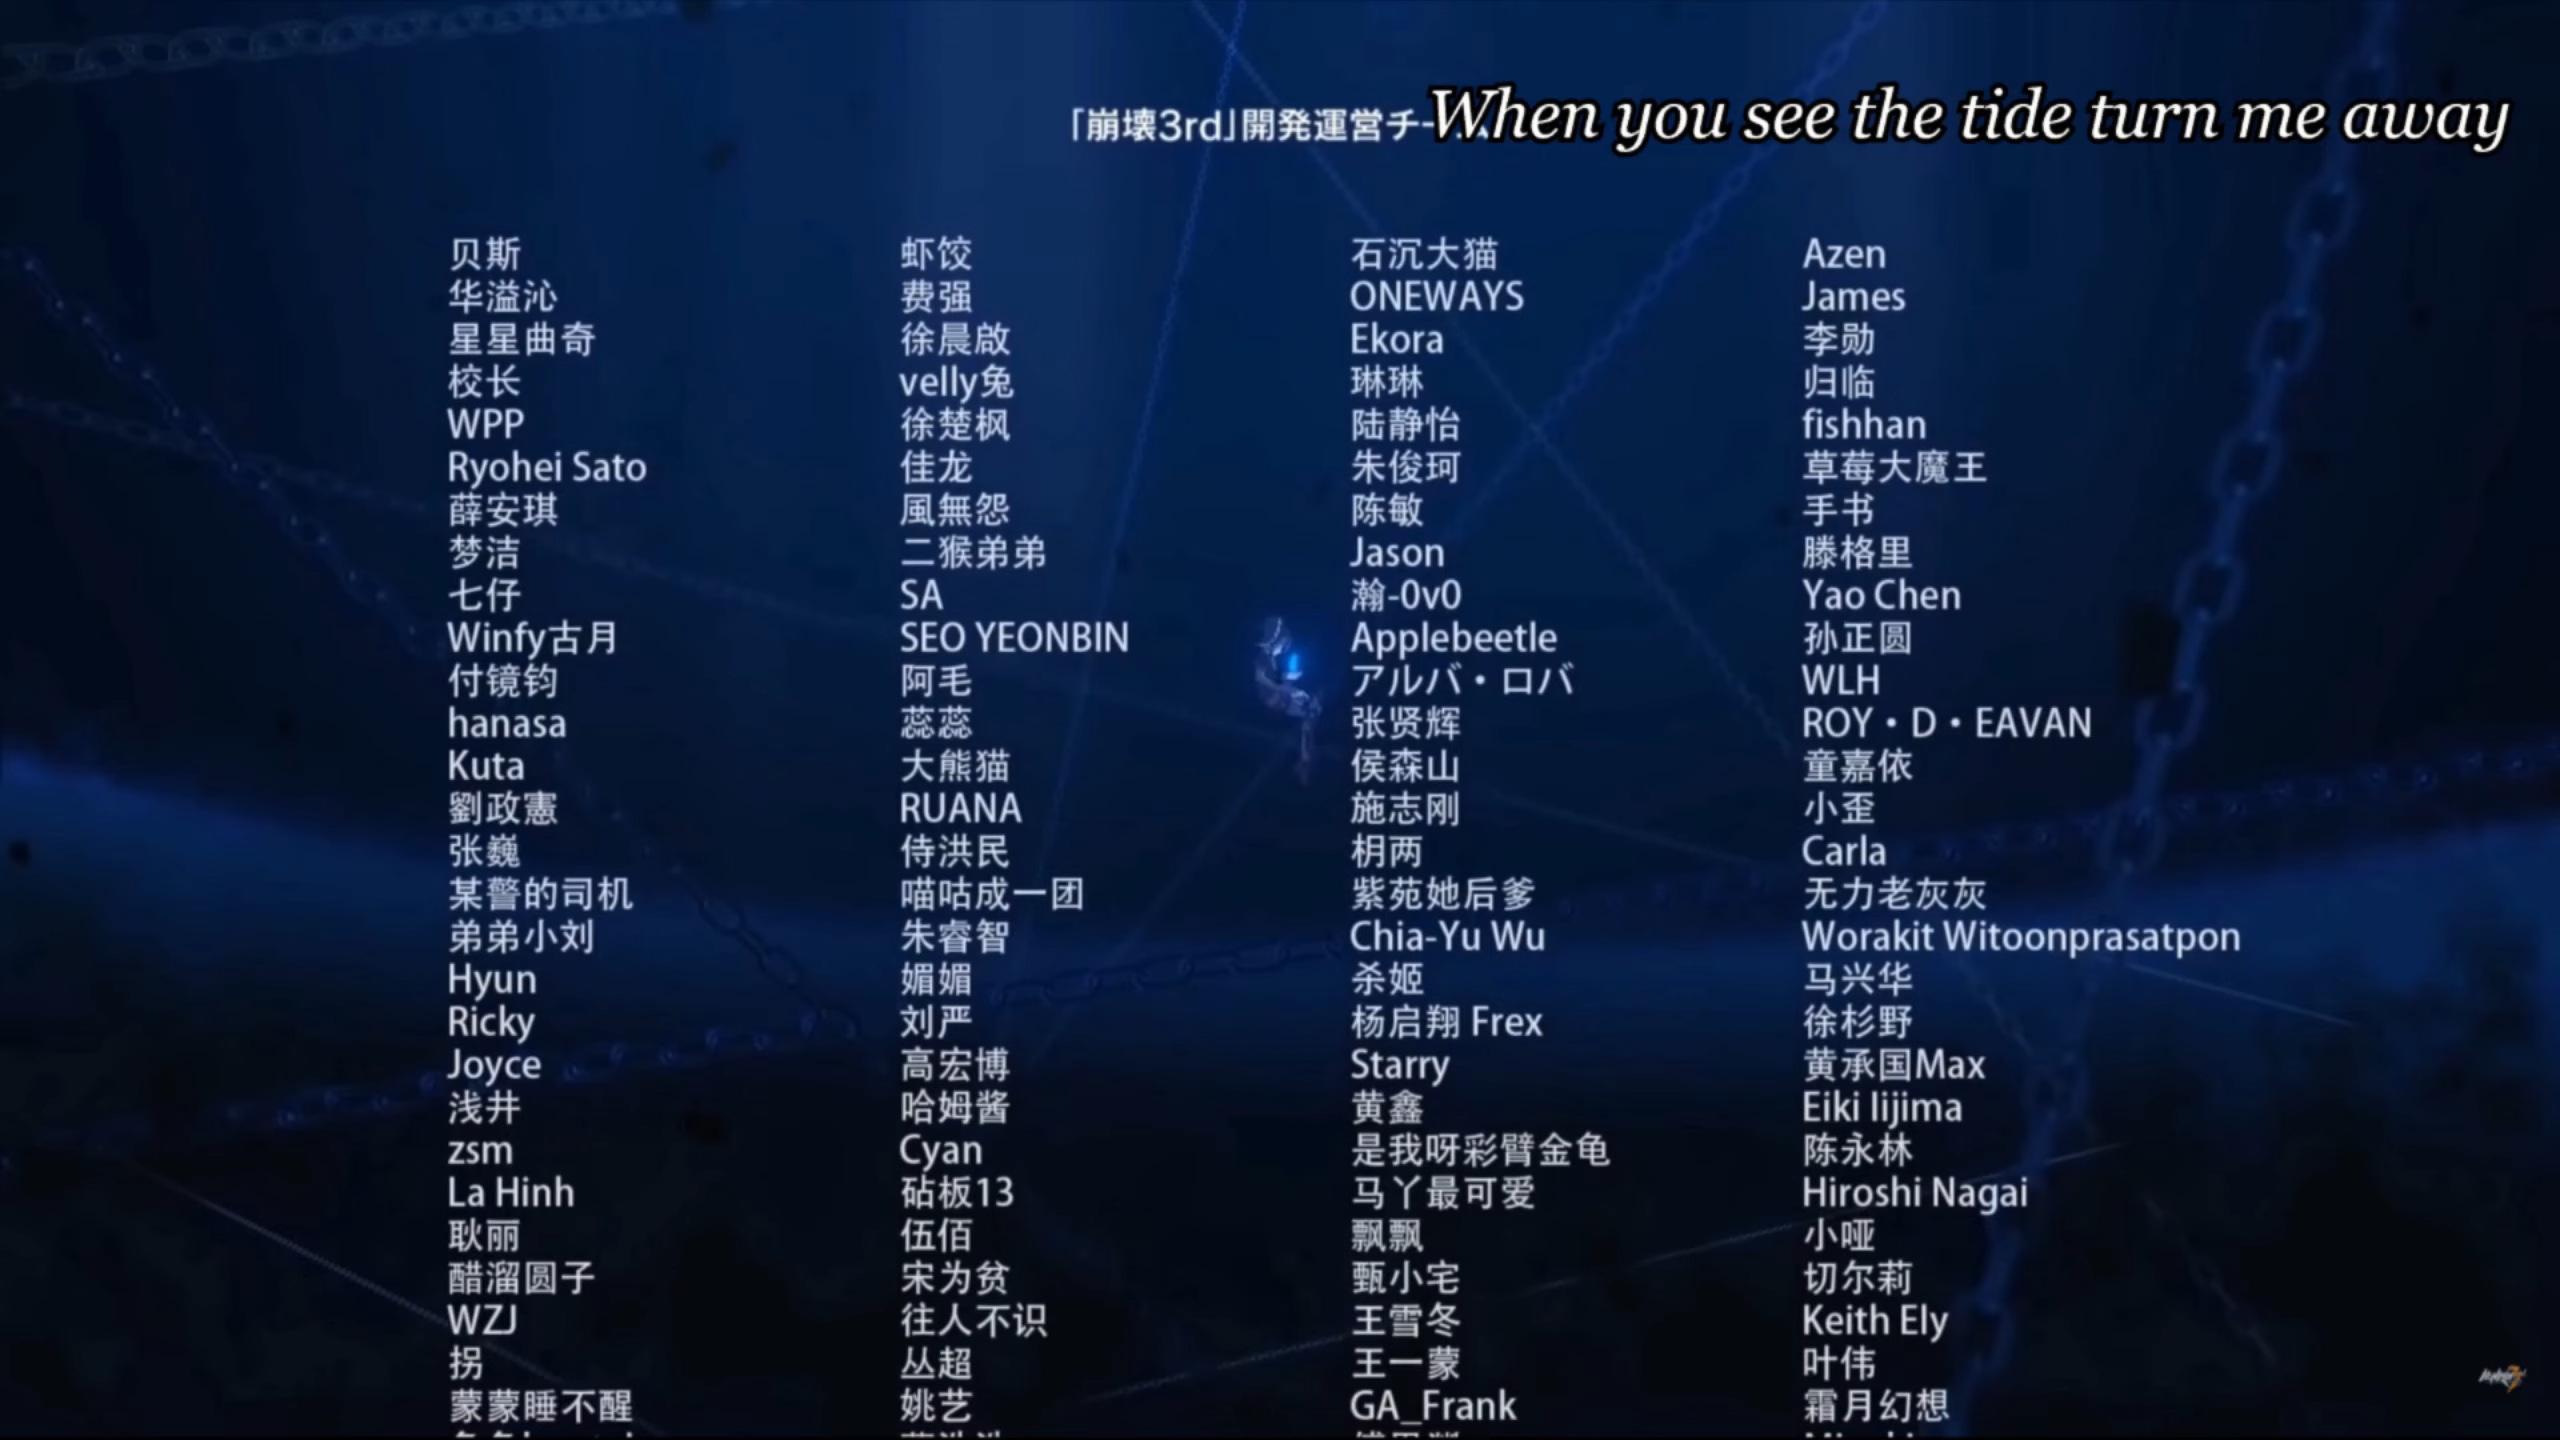 「崩壊3rd」開発運営チー
When you see the tide turn me away
贝斯 虾饺 石沉大猫 Azen
华溢沁 费强 ONEWAYS James
星星曲奇 徐晨啟 Ekora 李勋
校长 velly兔 琳琳 归临
WPP 徐楚枫 陆静怡 fishhan
Ryohei Sato 佳龙 朱俊珂 草莓大魔王
薛安琪 風無怨 陈敏 手书
梦洁 二猴弟弟 Jason 滕格里
七仔 SA 瀚-0v0 Yao Chen
Winfy古月 SEO YEONBIN Applebeetle 孙正圆
付镜钧 阿毛 アルバ・ロバ WLH
hanasa 蕊蕊 张贤辉 ROY・D・EAVAN
Kuta 大熊猫 侯森山 童嘉依
劉政憲 RUANA 施志刚 小歪
张巍 侍洪民 枂两 Carla
某警的司机 喵咕成一团 紫苑她后爹 无力老灰灰
弟弟小刘 朱睿智 Chia-Yu Wu Worakit Witoonprasatpon
Hyun 媚媚 杀姬 马兴华
Ricky 刘严 杨启翔 Frex 徐杉野
Joyce 高宏博 Starry 黄承国Max
浅井 哈姆酱 黄鑫 Eiki Iijima
zsm Cyan 是我呀彩臂金龟 陈永林
La Hinh 砧板13 马丫最可爱 Hiroshi Nagai
耿丽 伍佰 飘飘 小哑
醋溜圆子 宋为贫 甄小宅 切尔莉
WZJ 往人不识 王雪冬 Keith Ely
拐 丛超 王一蒙 叶伟
蒙蒙睡不醒 姚艺 GA_Frank 霜月幻想